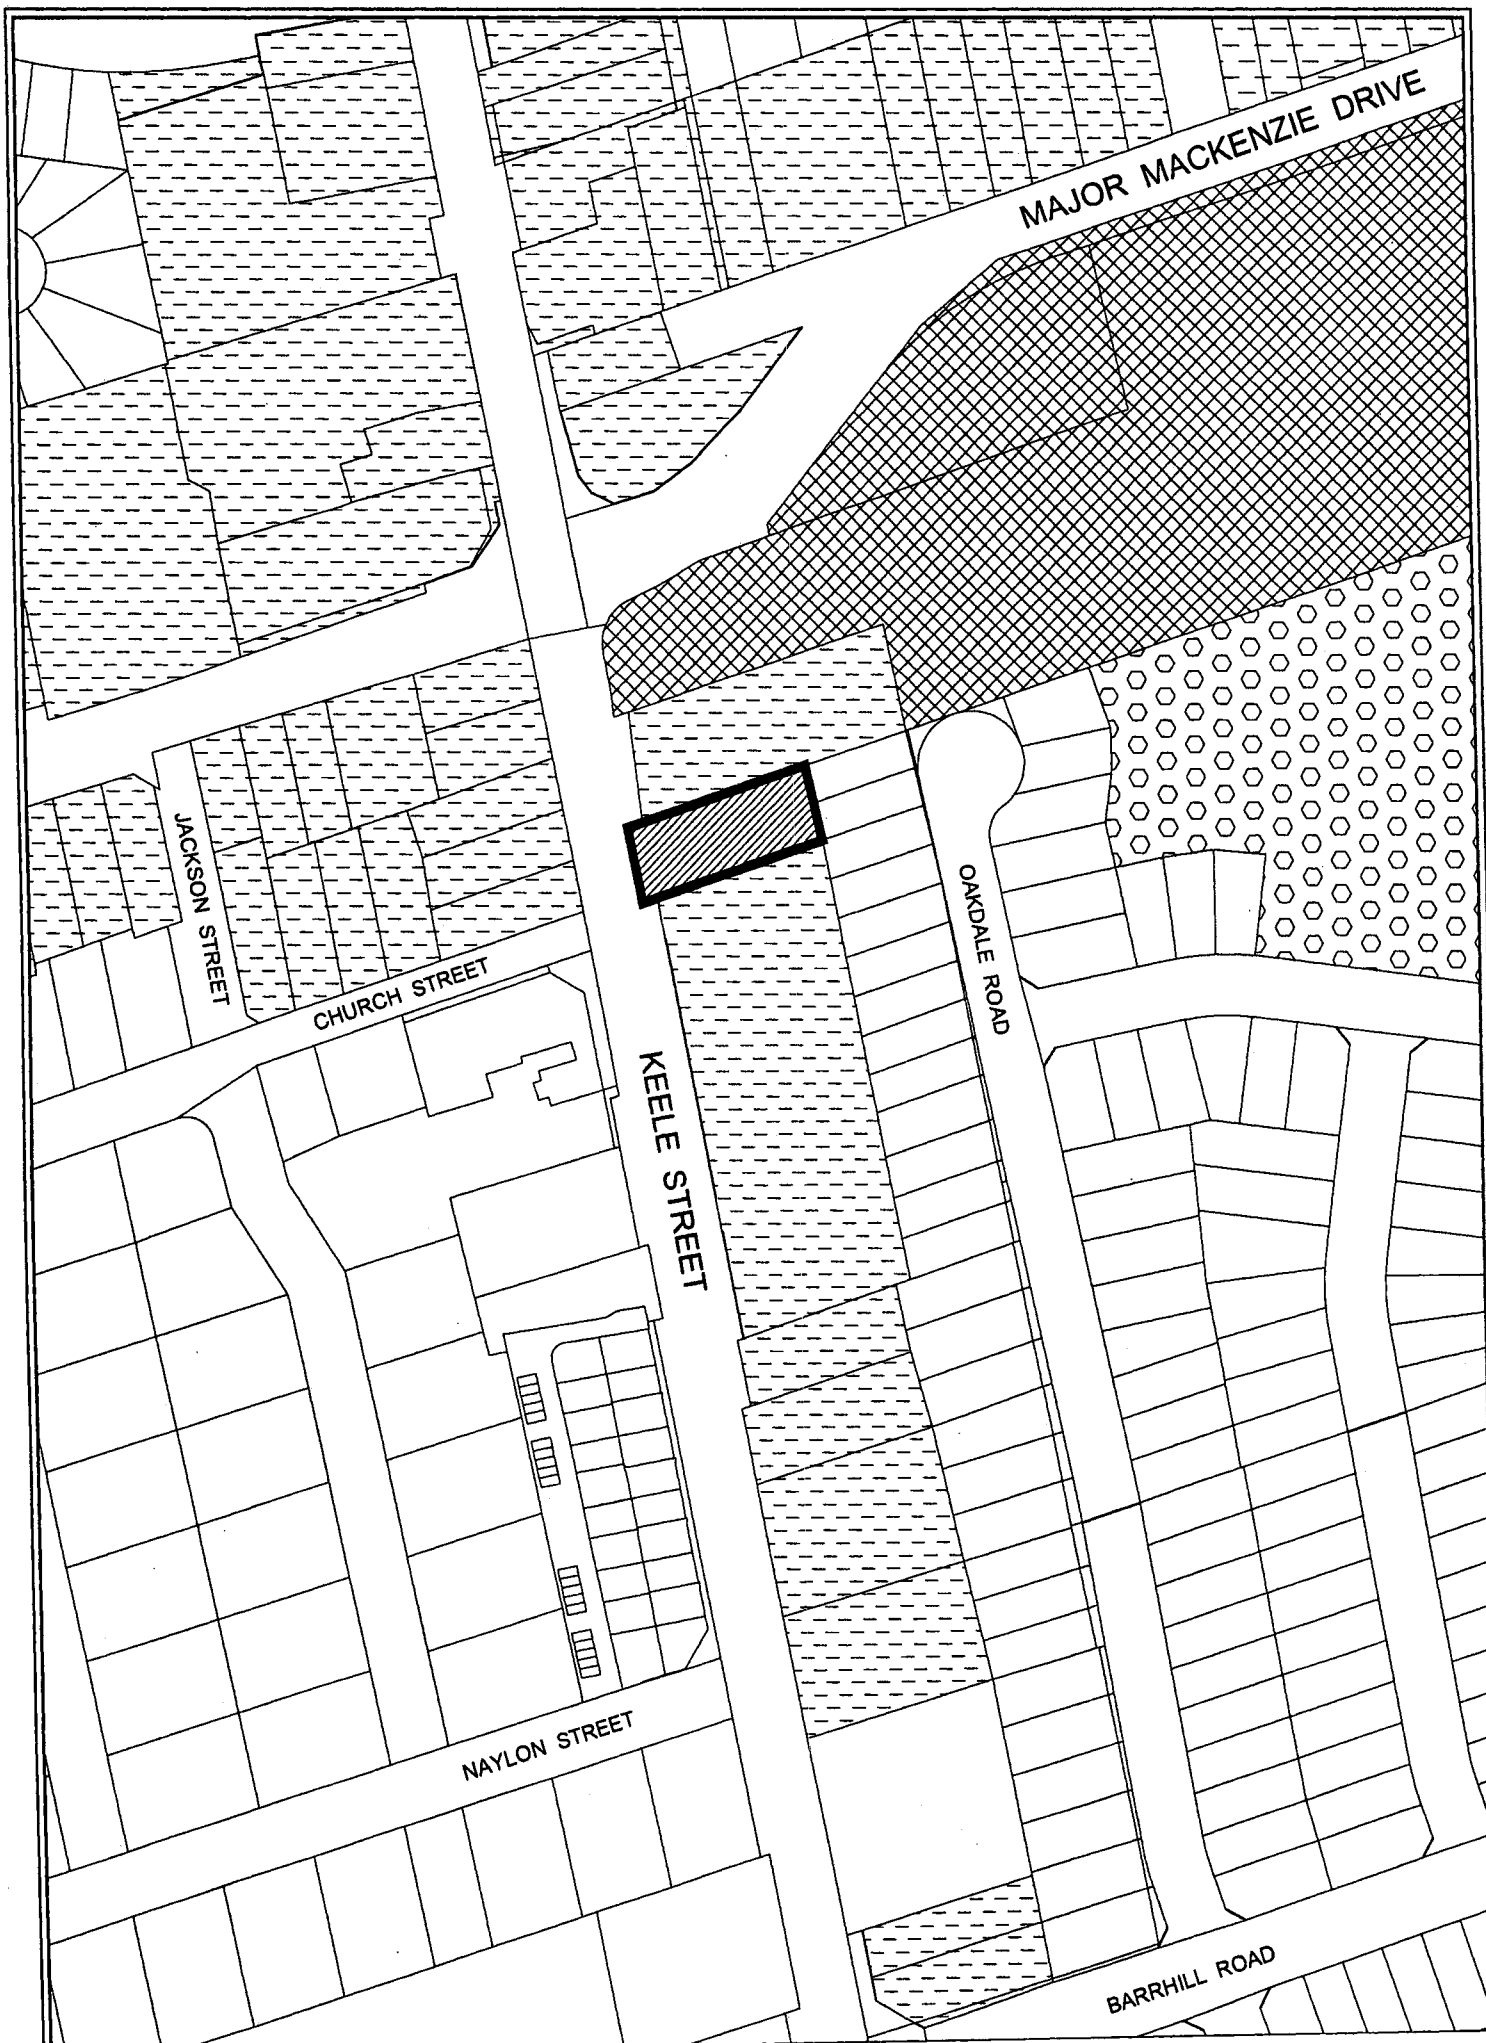 MAJOR MACKENZIE DRIVE
JACKSON STREET
OAKDALE ROAD
CHURCH STREET
KEELE STREET
NAYLON STREET
BARRHILL ROAD